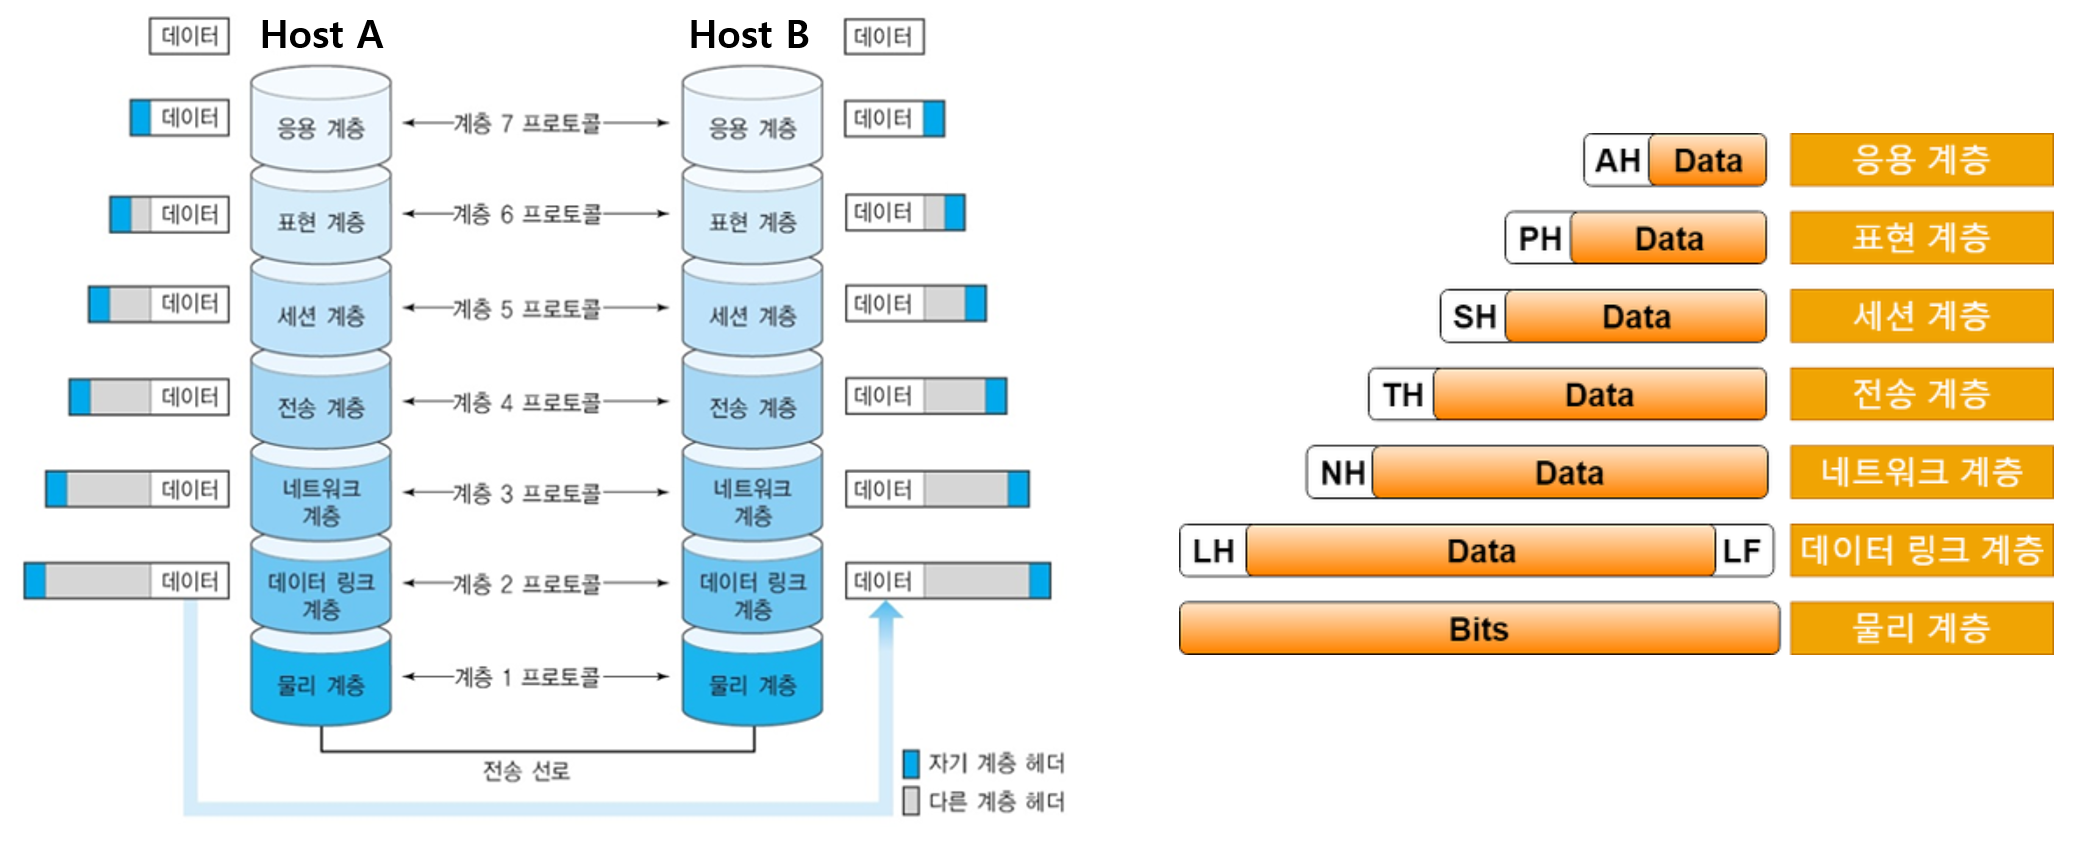 데이터
Host A
Host B
데이터
데이터
응용 계층
계층 7 프로토콜
응용 계층
데이터
데이터
표현 계층
계층 6 프로토콜
표현 계층
데이터
데이터
세션 계층
계층 5 프로토콜
세션 계층
데이터
데이터
전송 계층
계층 4 프로토콜
전송 계층
데이터
데이터
네트워크
계층
계층 3 프로토콜
네트워크
계층
데이터
데이터
데이터 링크
계층
계층 2 프로토콜
데이터 링크
계층
데이터
물리 계층
계층 1 프로토콜
물리 계층
전송 선로
자기 계층 헤더
다른 계층 헤더
AH Data 응용 계층
PH Data 표현 계층
SH Data 세션 계층
TH Data 전송 계층
NH Data 네트워크 계층
LH Data LF 데이터 링크 계층
Bits 물리 계층